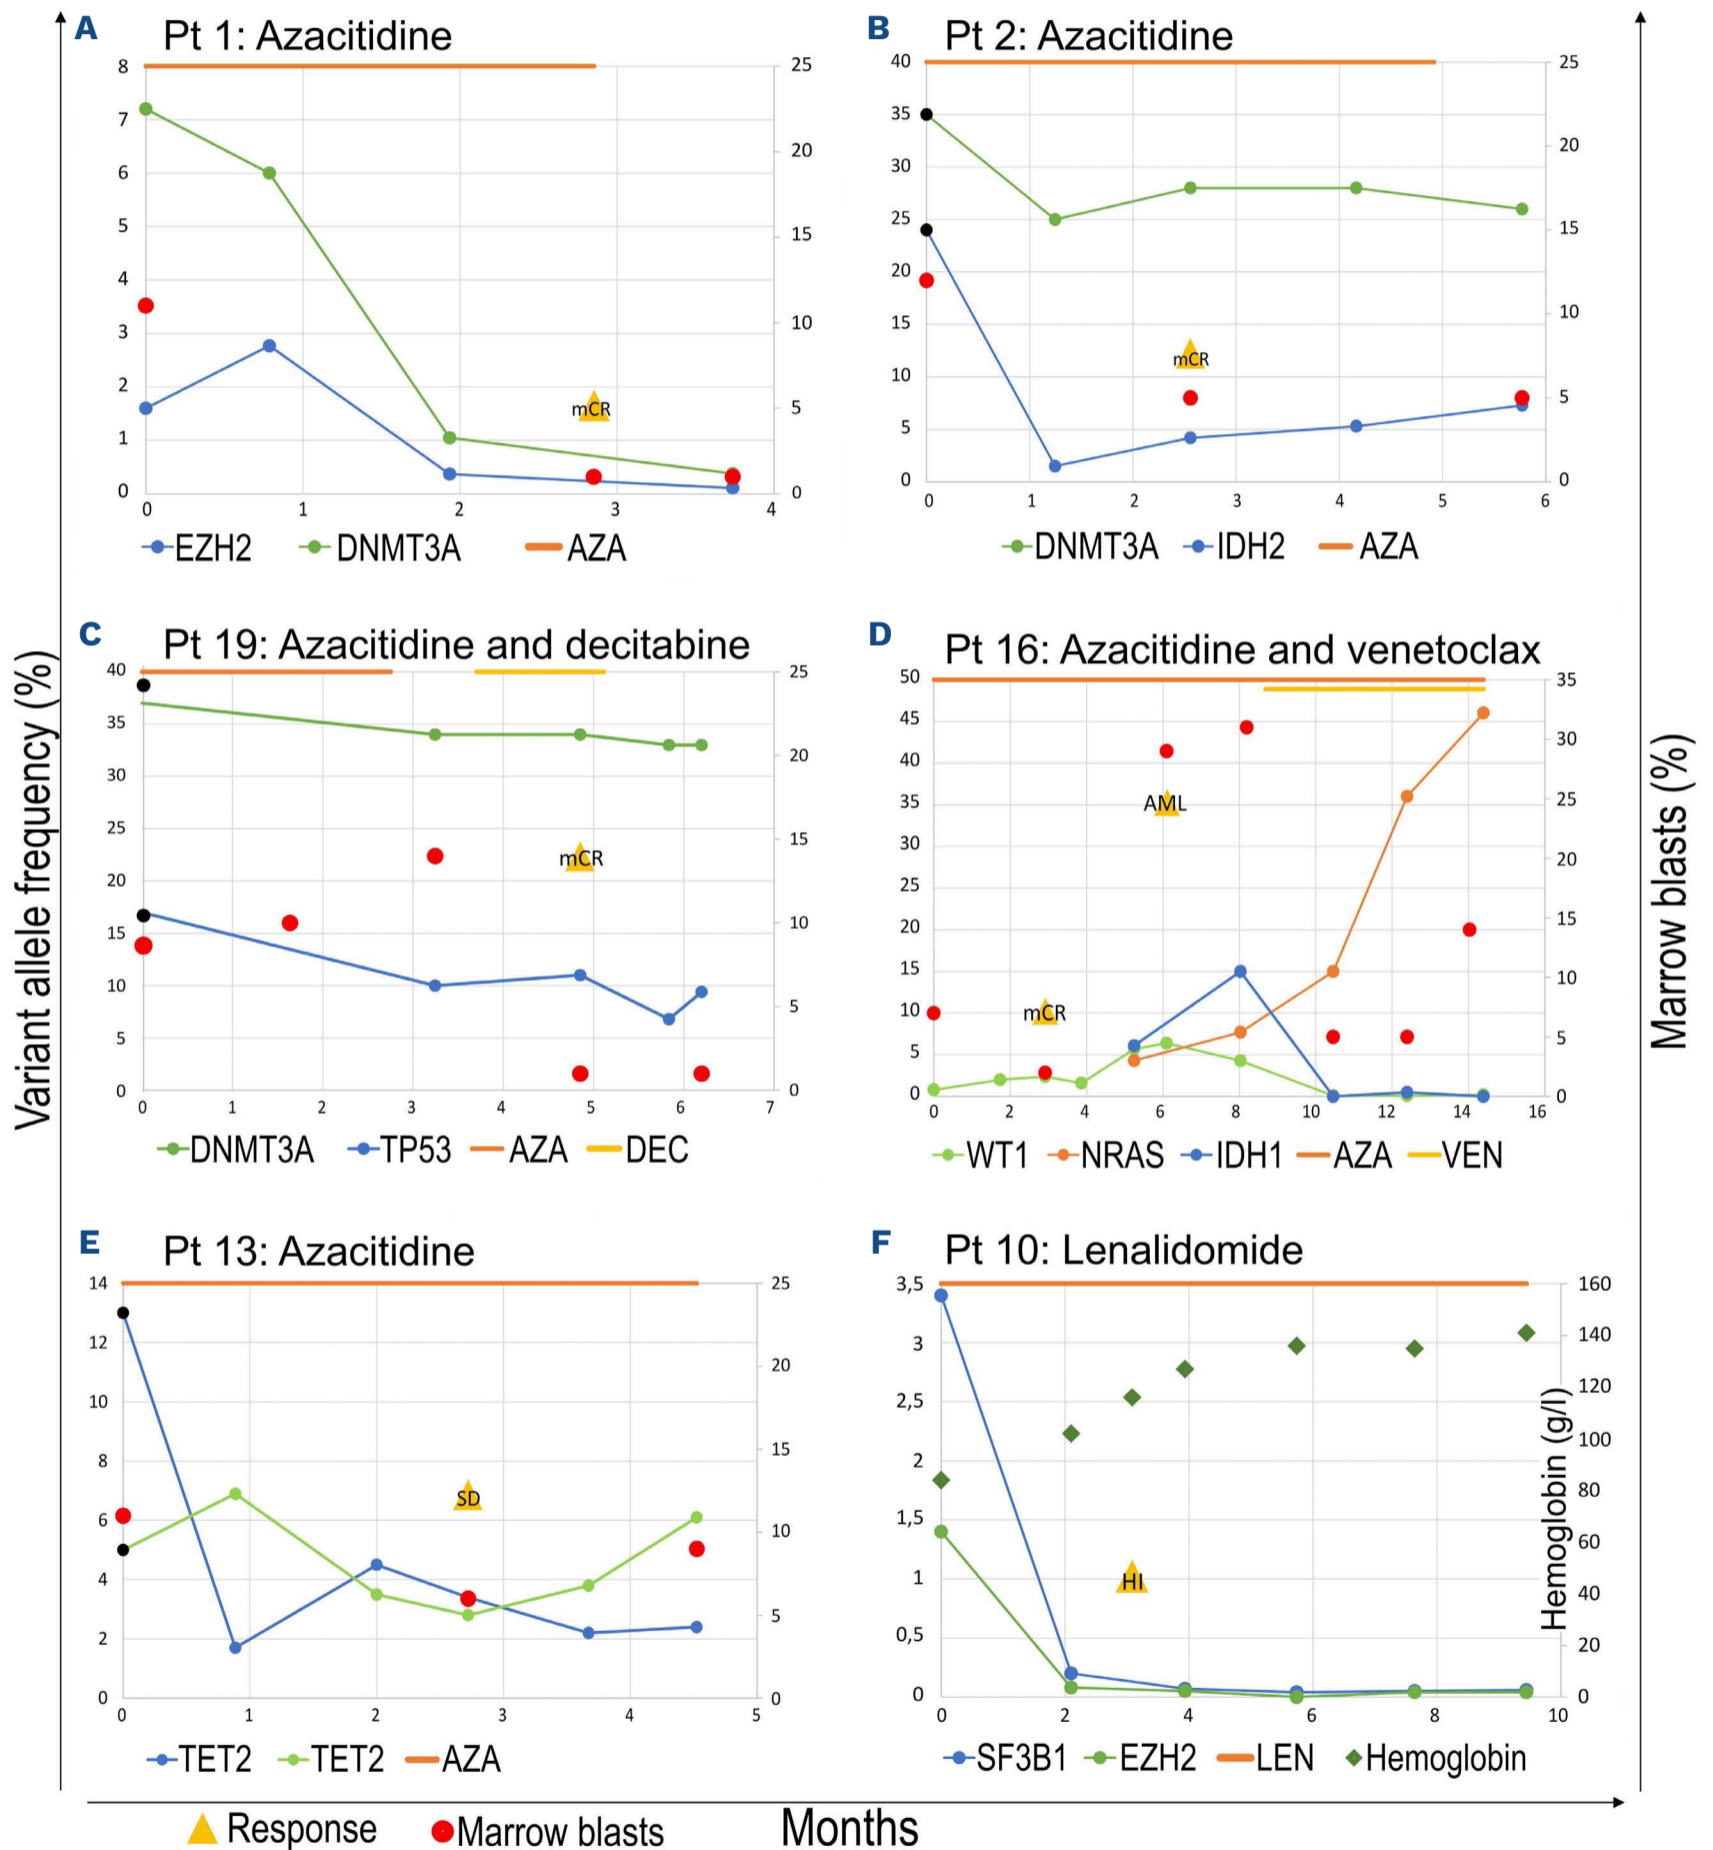 A Pt 1: Azacitidine
8 7 6 5 4 3 2 1 0
25 20 15 10 5 0
mCR
0 1 2 3 4
EZH2 DNMT3A AZA
B Pt 2: Azacitidine
40 35 30 25 20 15 10 5 0
25 20 15 10 5 0
mCR
0 1 2 3 4 5 6
DNMT3A IDH2 AZA
C Pt 19: Azacitidine and decitabine
40 35 30 25 20 15 10 5 0
25 20 15 10 5 0
mCR
0 1 2 3 4 5 6 7
DNMT3A TP53 AZA DEC
D Pt 16: Azacitidine and venetoclax
50 45 40 35 30 25 20 15 10 5 0
35 30 25 20 15 10 5 0
AML
mCR
0 2 4 6 8 10 12 14 16
WT1 NRAS IDH1 AZA VEN
E Pt 13: Azacitidine
14 12 10 8 6 4 2 0
25 20 15 10 5 0
SD
0 1 2 3 4 5
TET2 TET2 AZA
F Pt 10: Lenalidomide
3,5 3 2,5 2 1,5 1 0,5 0
160 140 120 100 80 60 40 20 0
Hemoglobin (g/l)
HI
0 2 4 6 8 10
SF3B1 EZH2 LEN Hemoglobin
Variant allele frequency (%)
Marrow blasts (%)
Response Marrow blasts Months